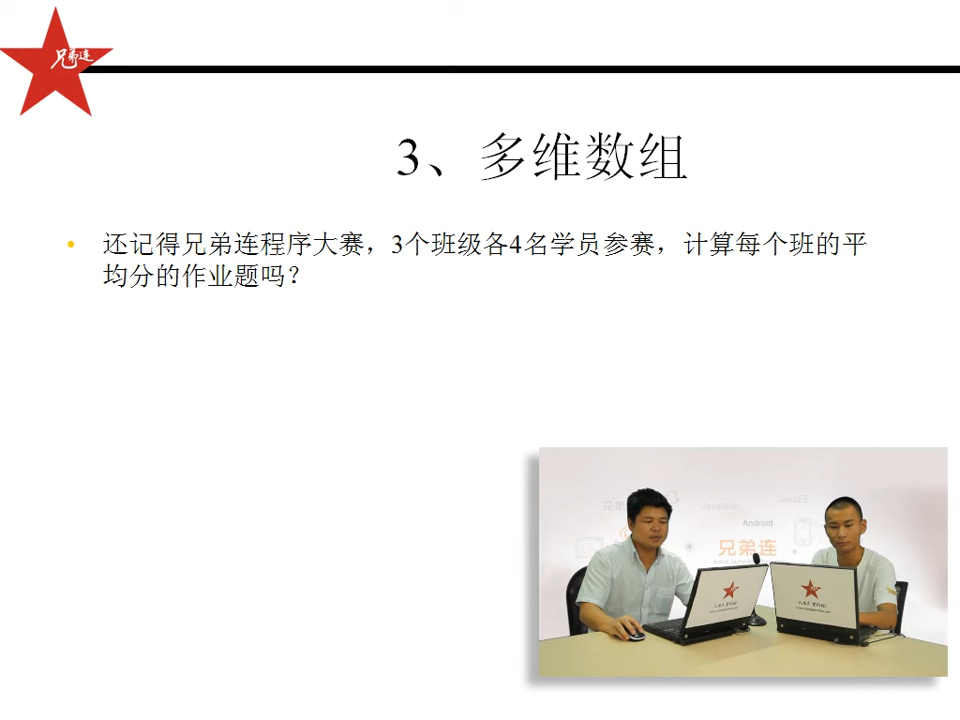 兄弟连
3、多维数组
还记得兄弟连程序大赛，3个班级各4名学员参赛，计算每个班的平
均分的作业题吗？
JavaEE
Android
兄弟连